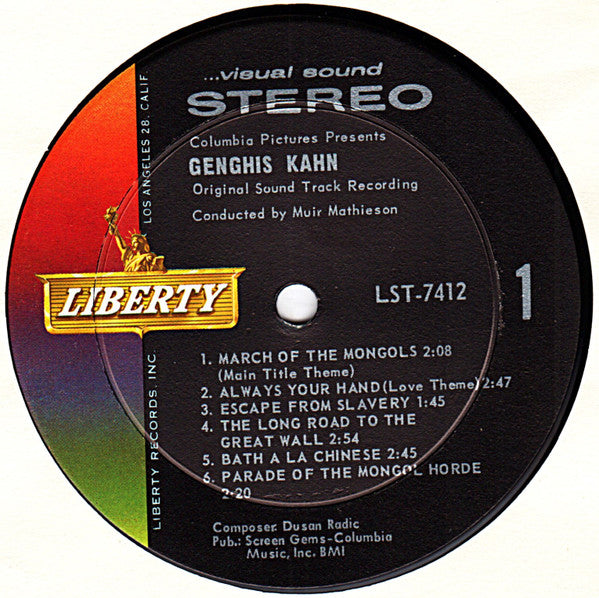 ...visual sound
STEREO
Columbia Pictures Presents
GENGHIS KAHN
Original Sound Track Recording
Conducted by Muir Mathieson
LIBERTY
LST-7412
1
1. MARCH OF THE MONGOLS 2:08
(Main Title Theme)
2. ALWAYS YOUR HAND (Love Theme) 2:47
3. ESCAPE FROM SLAVERY 1:45
4. THE LONG ROAD TO THE
GREAT WALL 2:54
5. BATH A LA CHINESE 2:45
6. PARADE OF THE MONGOL HORDE
2:20
Composer: Dusan Radic
Pub.: Screen Gems-Columbia
Music, Inc. BMI
LIBERTY RECORDS, INC.
LOS ANGELES 28, CALIF.